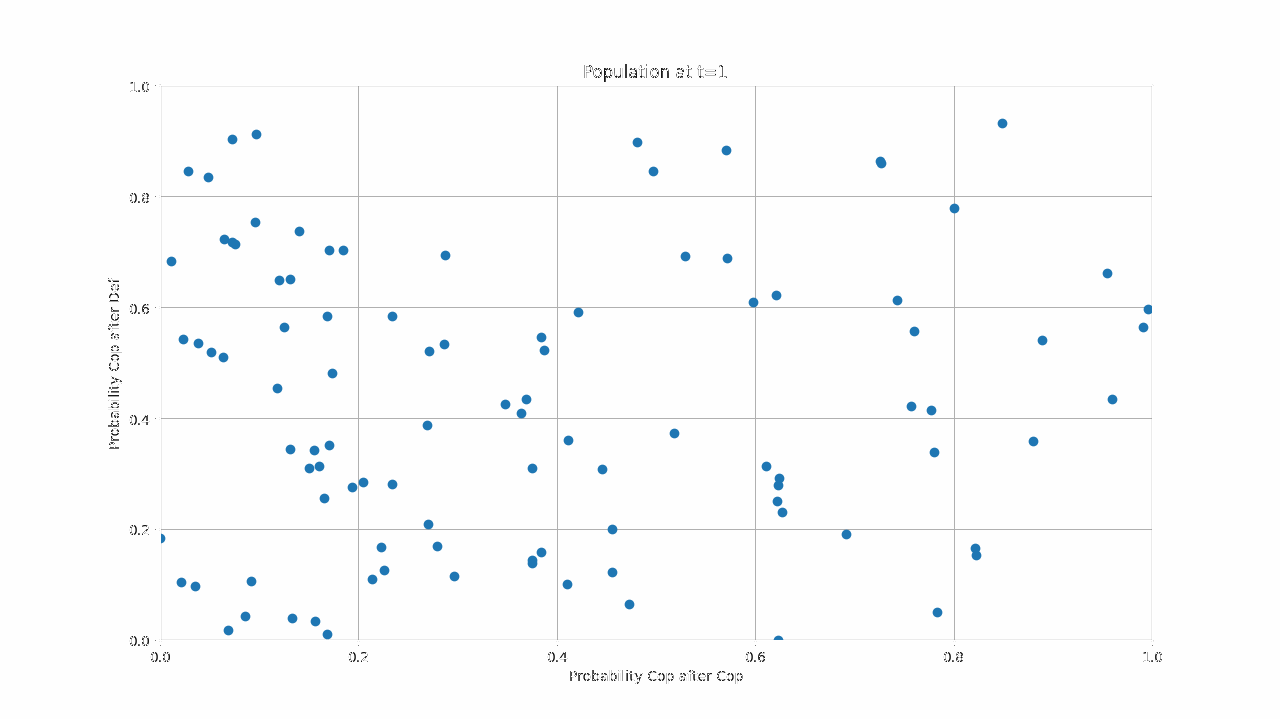 Population at t=1
1.0
0.8
0.6
0.4
0.2
0.0
Probability Cop after Def
0.0 0.2 0.4 0.6 0.8 1.0
Probability Cop after Cop